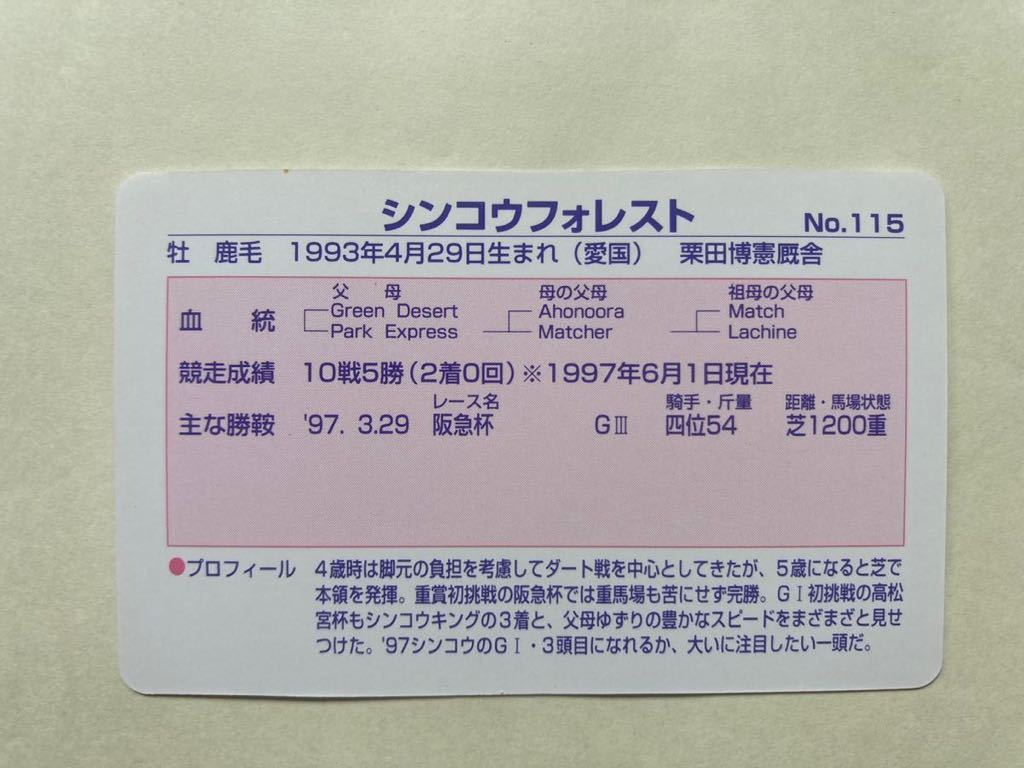 シンコウフォレスト No.115
牡 鹿毛 1993年4月29日生まれ（愛国） 栗田博憲厩舎
父 母 母の父母 祖母の父母
血 統 Green Desert Ahonoora Match
Park Express Matcher Lachine
競走成績 10戦5勝（2着0回）※1997年6月1日現在
レース名 騎手・斤量 距離・馬場状態
主な勝鞍 '97. 3.29 阪急杯 GⅢ 四位54 芝1200重
●プロフィール 4歳時は脚元の負担を考慮してダート戦を中心としてきたが、5歳になると芝で
本領を発揮。重賞初挑戦の阪急杯では重馬場も苦にせず完勝。GⅠ初挑戦の高松
宮杯もシンコウキングの3着と、父母ゆずりの豊かなスピードをまざまざと見せ
つけた。'97シンコウのGⅠ・3頭目になれるか、大いに注目したい一頭だ。